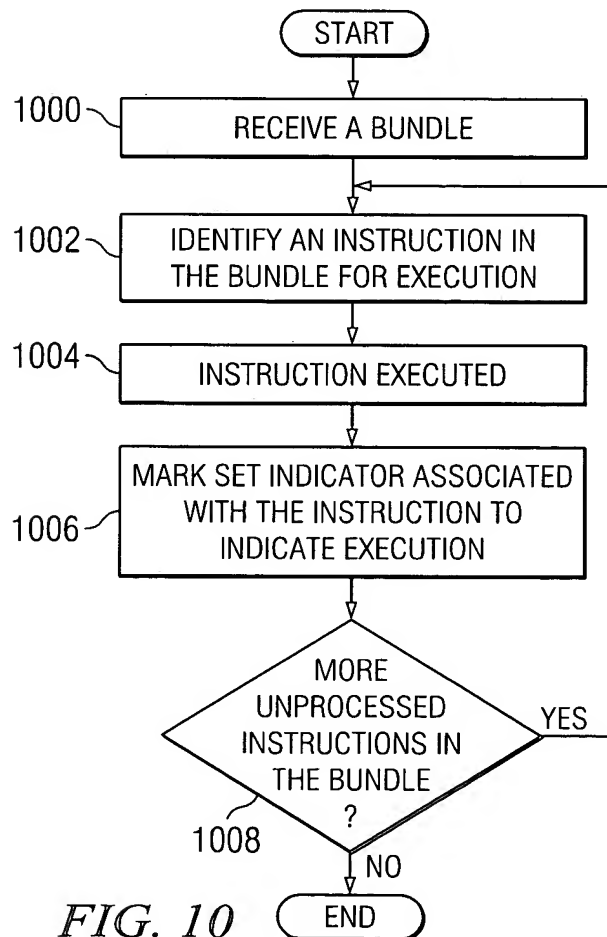 START
1000
RECEIVE A BUNDLE
1002
IDENTIFY AN INSTRUCTION IN
THE BUNDLE FOR EXECUTION
1004
INSTRUCTION EXECUTED
MARK SET INDICATOR ASSOCIATED
WITH THE INSTRUCTION TO
INDICATE EXECUTION
1006
MORE
UNPROCESSED
INSTRUCTIONS IN
THE BUNDLE
?
YES
1008
NO
FIG. 10
END